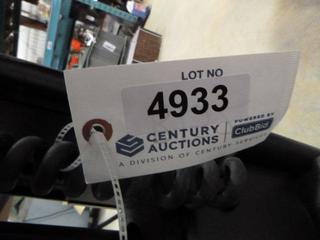 LOT NO
4933
CENTURY
AUCTIONS
POWERED BY
ClubBid
A DIVISION OF CENTURY SERVICES